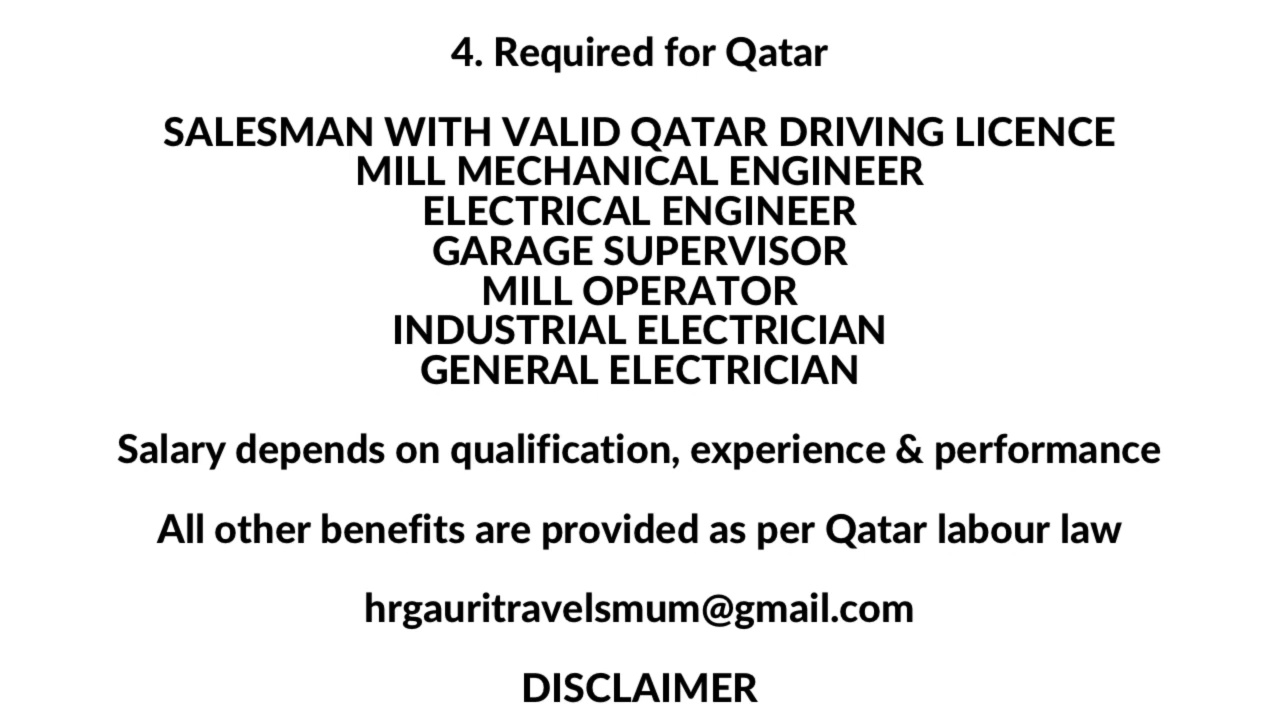 4. Required for Qatar
SALESMAN WITH VALID QATAR DRIVING LICENCE
MILL MECHANICAL ENGINEER
ELECTRICAL ENGINEER
GARAGE SUPERVISOR
MILL OPERATOR
INDUSTRIAL ELECTRICIAN
GENERAL ELECTRICIAN
Salary depends on qualification, experience & performance
All other benefits are provided as per Qatar labour law
hrgauritravelsmum@gmail.com
DISCLAIMER